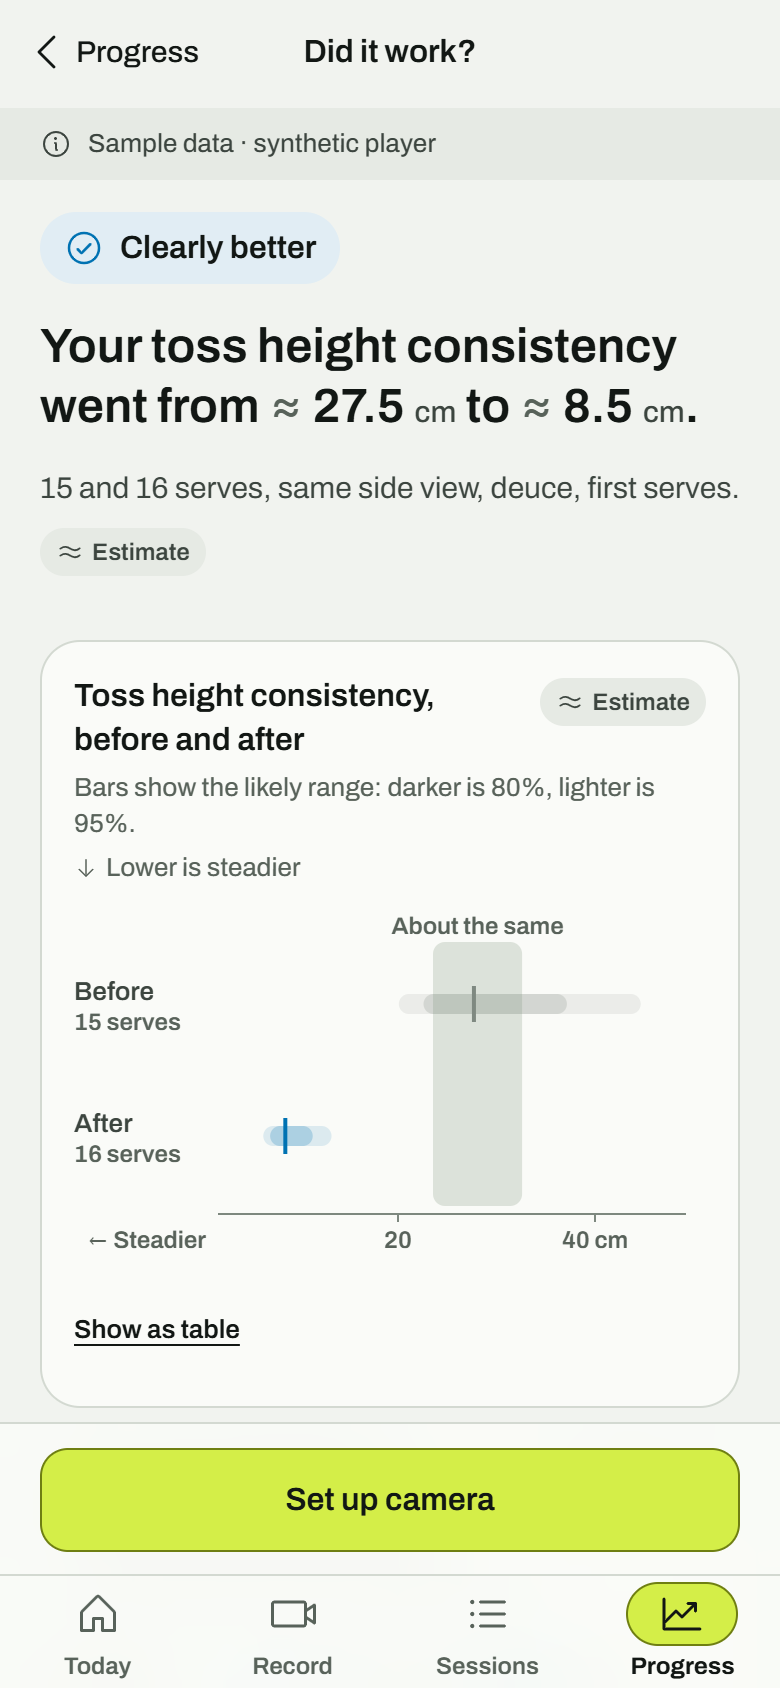 Progress
Did it work?
Sample data · synthetic player
Clearly better
Your toss height consistency
went from ≈ 27.5 cm to ≈ 8.5 cm.
15 and 16 serves, same side view, deuce, first serves.
≈ Estimate
Toss height consistency,
before and after
≈ Estimate
Bars show the likely range: darker is 80%, lighter is
95%.
↓ Lower is steadier
About the same
Before
15 serves
After
16 serves
← Steadier
20
40 cm
Show as table
Set up camera
Today
Record
Sessions
Progress